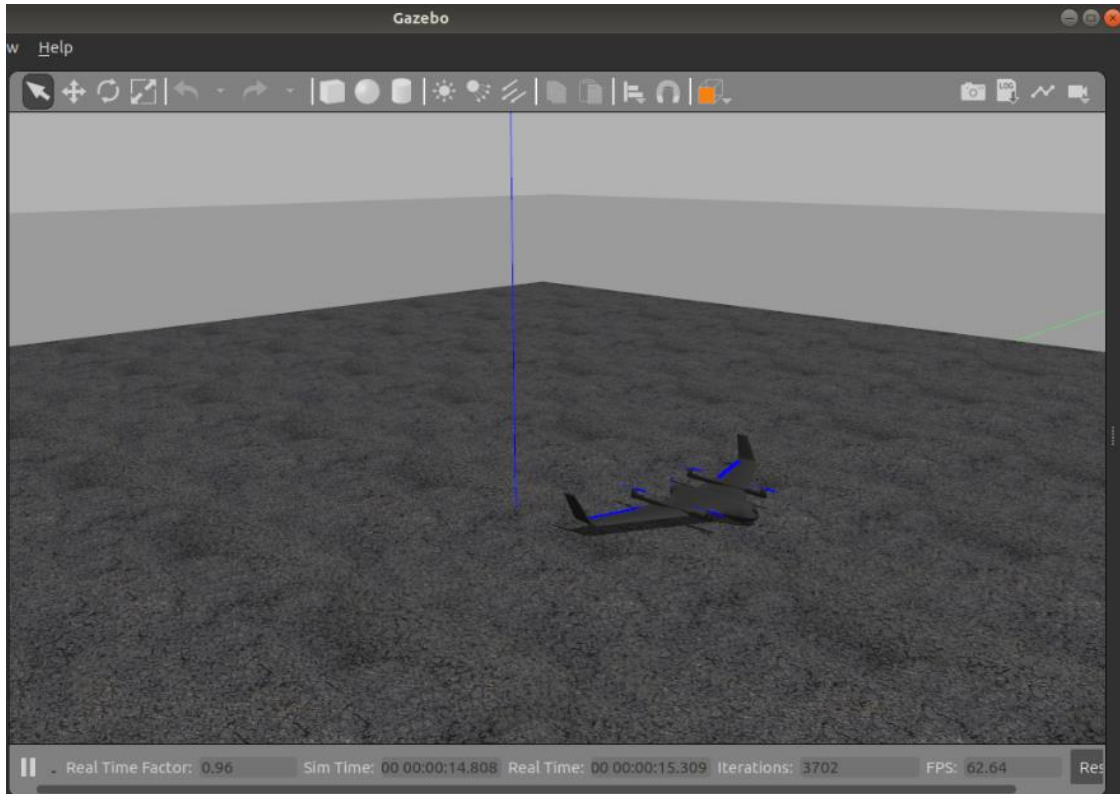 Gazebo
w Help
LOG
Real Time Factor: 0.96 Sim Time: 00 00:00:14.808 Real Time: 00 00:00:15.309 Iterations: 3702 FPS: 62.64 Res